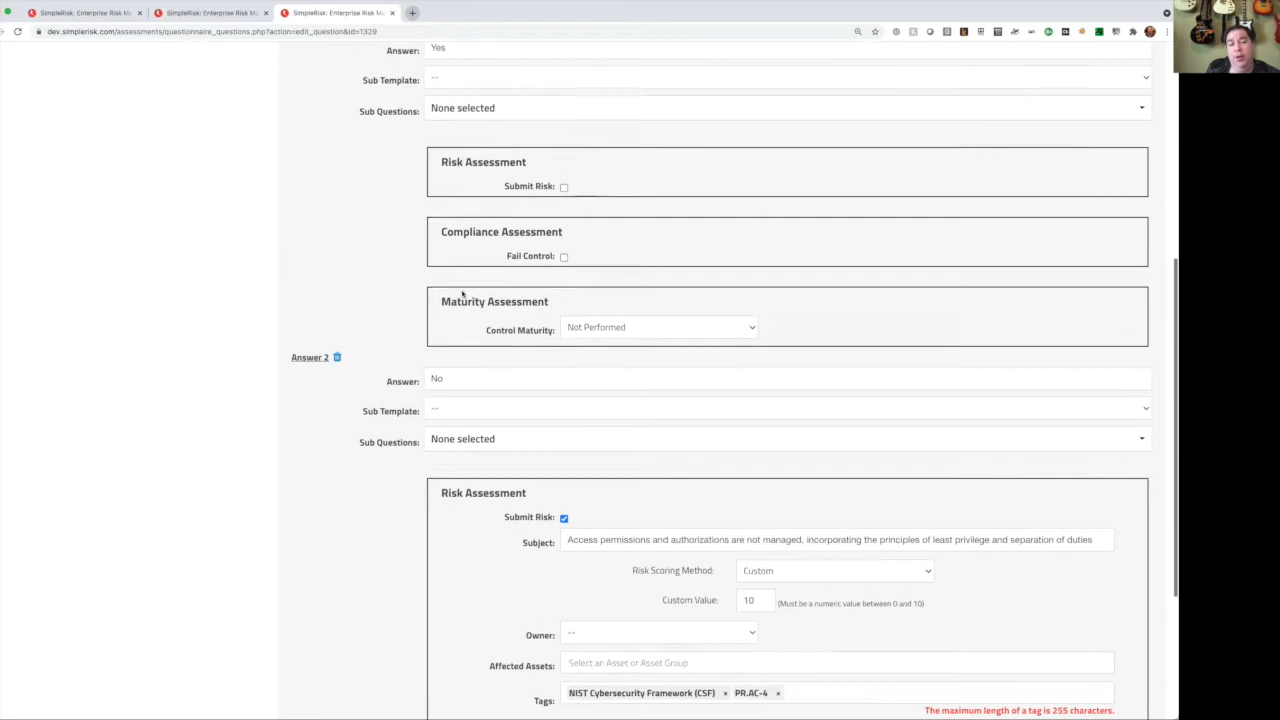 SimpleRisk: Enterprise Risk Ma
SimpleRisk: Enterprise Risk Ma
SimpleRisk: Enterprise Risk Ma
dev.simplerisk.com/assessments/questionnaire_questions.php?action=edit_question&id=1329
Answer: Yes
Sub Template: --
Sub Questions: None selected
Risk Assessment
Submit Risk:
Compliance Assessment
Fail Control:
Maturity Assessment
Control Maturity: Not Performed
Answer 2
Answer: No
Sub Template: --
Sub Questions: None selected
Risk Assessment
Submit Risk:
Subject: Access permissions and authorizations are not managed, incorporating the principles of least privilege and separation of duties
Risk Scoring Method: Custom
Custom Value: 10 (Must be a numeric value between 0 and 10)
Owner: --
Affected Assets: Select an Asset or Asset Group
Tags: NIST Cybersecurity Framework (CSF) × PR.AC-4 ×
The maximum length of a tag is 255 characters.